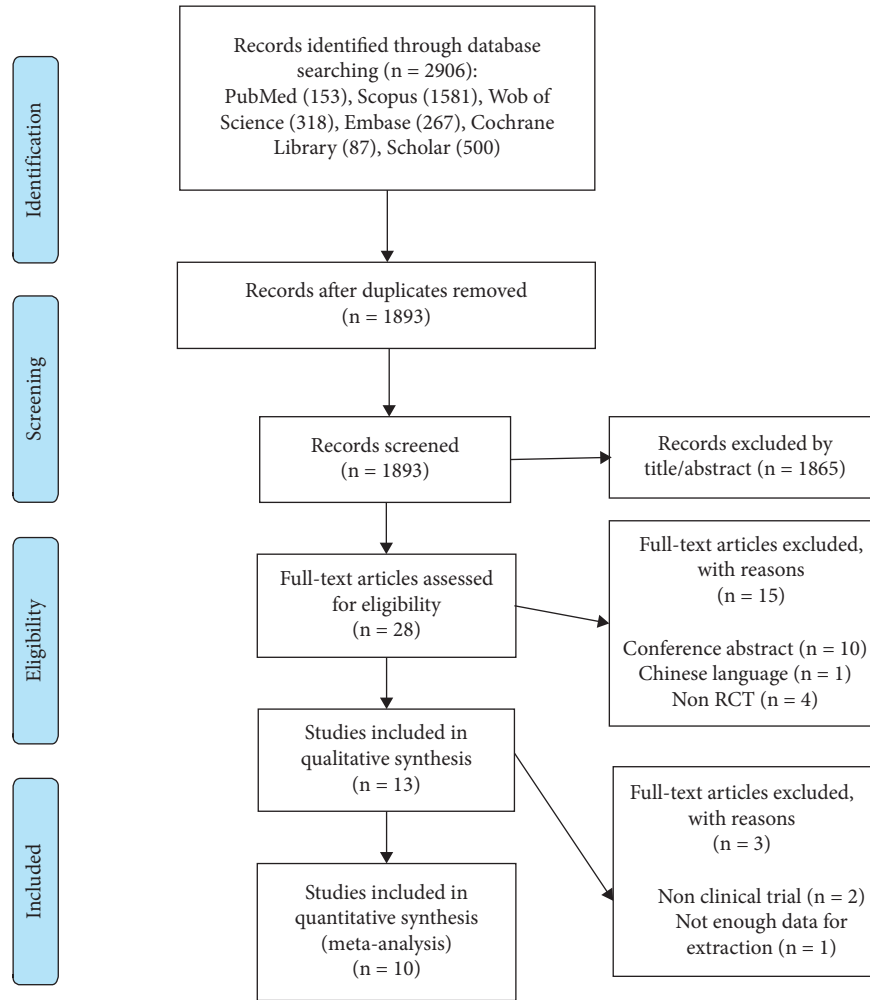 Identification
Records identified through database
searching (n = 2906):
PubMed (153), Scopus (1581), Wob of
Science (318), Embase (267), Cochrane
Library (87), Scholar (500)
Records after duplicates removed
(n = 1893)
Screening
Records screened
(n = 1893)
Records excluded by
title/abstract (n = 1865)
Eligibility
Full-text articles assessed
for eligibility
(n = 28)
Full-text articles excluded,
with reasons
(n = 15)
Conference abstract (n = 10)
Chinese language (n = 1)
Non RCT (n = 4)
Studies included in
qualitative synthesis
(n = 13)
Included
Full-text articles excluded,
with reasons
(n = 3)
Non clinical trial (n = 2)
Not enough data for
extraction (n = 1)
Studies included in
quantitative synthesis
(meta-analysis)
(n = 10)